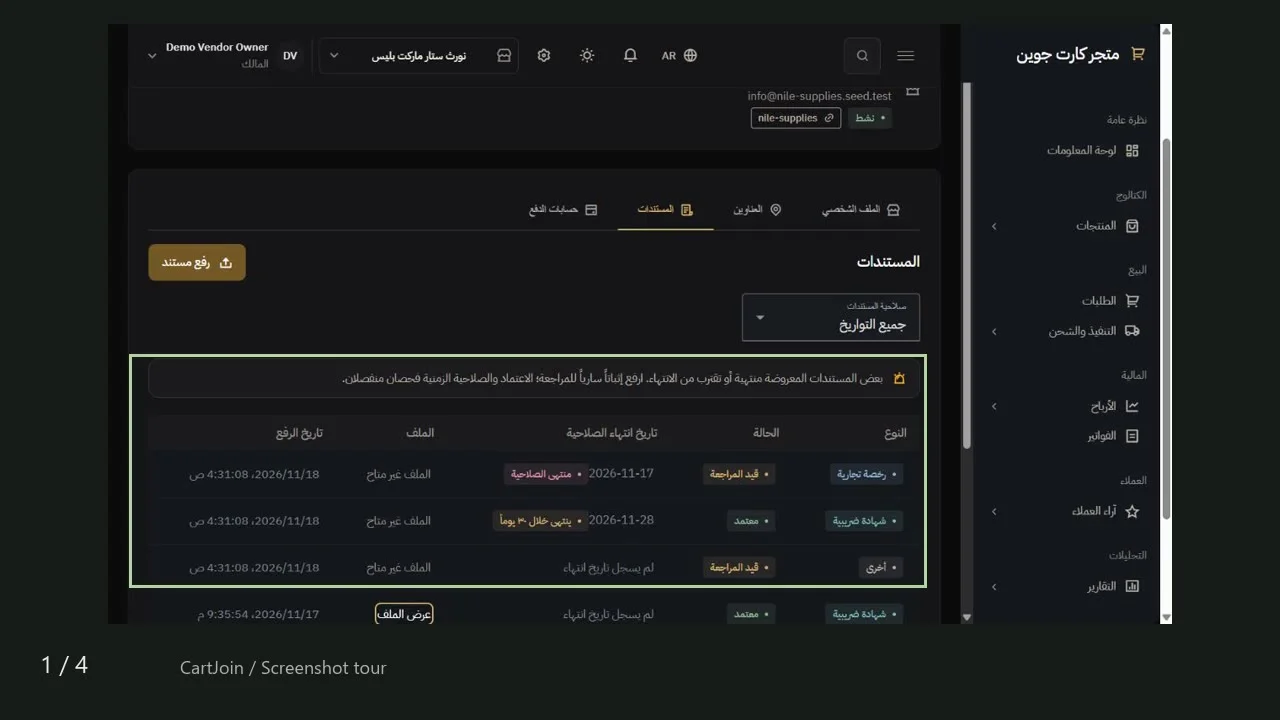 متجر كارت جوين
نظرة عامة
لوحة المعلومات
الكتالوج
المنتجات
البيع
الطلبات
التنفيذ والشحن
المالية
الأرباح
الفواتير
العملاء
آراء العملاء
التحليلات
التقارير
AR
نورث ستار ماركت بليس
DV
Demo Vendor Owner
المالك
info@nile-supplies.seed.test
نشط
nile-supplies
الملف الشخصي
العناوين
المستندات
حسابات الدفع
المستندات
رفع مستند
صلاحية المستندات
جميع التواريخ
بعض المستندات المعروضة منتهية أو تقترب من الانتهاء. ارفع إثباتاً سارياً للمراجعة؛ الاعتماد والصلاحية الزمنية فحصان منفصلان.
النوع الحالة تاريخ انتهاء الصلاحية الملف تاريخ الرفع
رخصة تجارية قيد المراجعة 2026-11-17 منتهي الصلاحية الملف غير متاح 2026/11/18، 4:31:08 ص
شهادة ضريبية معتمد 2026-11-28 ينتهي خلال ٣٠ يوماً الملف غير متاح 2026/11/18، 4:31:08 ص
أخرى قيد المراجعة لم يسجل تاريخ انتهاء الملف غير متاح 2026/11/18، 4:31:08 ص
شهادة ضريبية معتمد لم يسجل تاريخ انتهاء عرض الملف 2026/11/17، 9:35:54 م
1 / 4
CartJoin / Screenshot tour